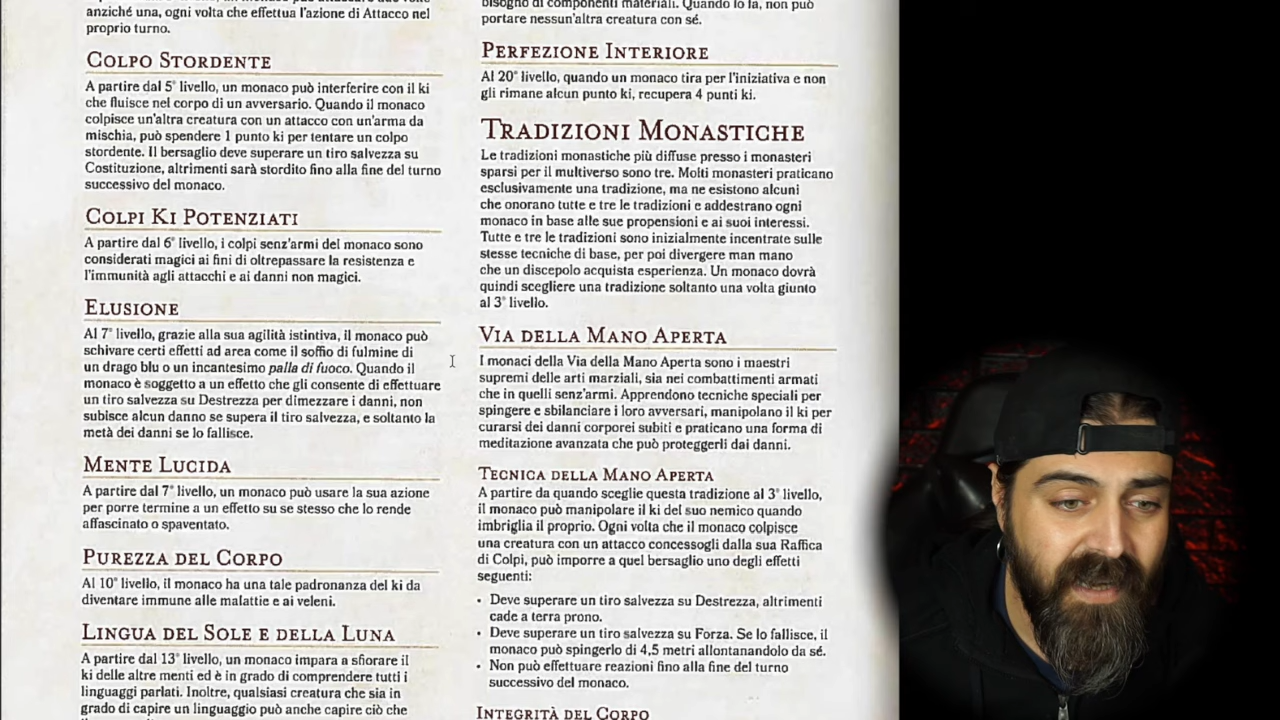 anziché una, ogni volta che effettua l'azione di Attacco nel
proprio turno.
COLPO STORDENTE
A partire dal 5° livello, un monaco può interferire con il ki
che fluisce nel corpo di un avversario. Quando il monaco
colpisce un'altra creatura con un attacco con un'arma da
mischia, può spendere 1 punto ki per tentare un colpo
stordente. Il bersaglio deve superare un tiro salvezza su
Costituzione, altrimenti sarà stordito fino alla fine del turno
successivo del monaco.
COLPI KI POTENZIATI
A partire dal 6° livello, i colpi senz'armi del monaco sono
considerati magici ai fini di oltrepassare la resistenza e
l'immunità agli attacchi e ai danni non magici.
ELUSIONE
Al 7° livello, grazie alla sua agilità istintiva, il monaco può
schivare certi effetti ad area come il soffio di fulmine di
un drago blu o un incantesimo palla di fuoco. Quando il
monaco è soggetto a un effetto che gli consente di effettuare
un tiro salvezza su Destrezza per dimezzare i danni, non
subisce alcun danno se supera il tiro salvezza, e soltanto la
metà dei danni se lo fallisce.
MENTE LUCIDA
A partire dal 7° livello, un monaco può usare la sua azione
per porre termine a un effetto su se stesso che lo rende
affascinato o spaventato.
PUREZZA DEL CORPO
Al 10° livello, il monaco ha una tale padronanza del ki da
diventare immune alle malattie e ai veleni.
LINGUA DEL SOLE E DELLA LUNA
A partire dal 13° livello, un monaco impara a sfiorare il
ki delle altre menti ed è in grado di comprendere tutti i
linguaggi parlati. Inoltre, qualsiasi creatura che sia in
grado di capire un linguaggio può anche capire ciò che
bisogno di componenti materiali. Quando lo fa, non può
portare nessun'altra creatura con sé.
PERFEZIONE INTERIORE
Al 20° livello, quando un monaco tira per l'iniziativa e non
gli rimane alcun punto ki, recupera 4 punti ki.
TRADIZIONI MONASTICHE
Le tradizioni monastiche più diffuse presso i monasteri
sparsi per il multiverso sono tre. Molti monasteri praticano
esclusivamente una tradizione, ma ne esistono alcuni
che onorano tutte e tre le tradizioni e addestrano ogni
monaco in base alle sue propensioni e ai suoi interessi.
Tutte e tre le tradizioni sono inizialmente incentrate sulle
stesse tecniche di base, per poi divergere man mano
che un discepolo acquista esperienza. Un monaco dovrà
quindi scegliere una tradizione soltanto una volta giunto
al 3° livello.
VIA DELLA MANO APERTA
I monaci della Via della Mano Aperta sono i maestri
supremi delle arti marziali, sia nei combattimenti armati
che in quelli senz'armi. Apprendono tecniche speciali per
spingere e sbilanciare i loro avversari, manipolano il ki per
curarsi dei danni corporei subiti e praticano una forma di
meditazione avanzata che può proteggerli dai danni.
TECNICA DELLA MANO APERTA
A partire da quando sceglie questa tradizione al 3° livello,
il monaco può manipolare il ki del suo nemico quando
imbriglia il proprio. Ogni volta che il monaco colpisce
una creatura con un attacco concessogli dalla sua Raffica
di Colpi, può imporre a quel bersaglio uno degli effetti
seguenti:
• Deve superare un tiro salvezza su Destrezza, altrimenti
cade a terra prono.
• Deve superare un tiro salvezza su Forza. Se lo fallisce, il
monaco può spingerlo di 4,5 metri allontanandolo da sé.
• Non può effettuare reazioni fino alla fine del turno
successivo del monaco.
INTEGRITÀ DEL CORPO